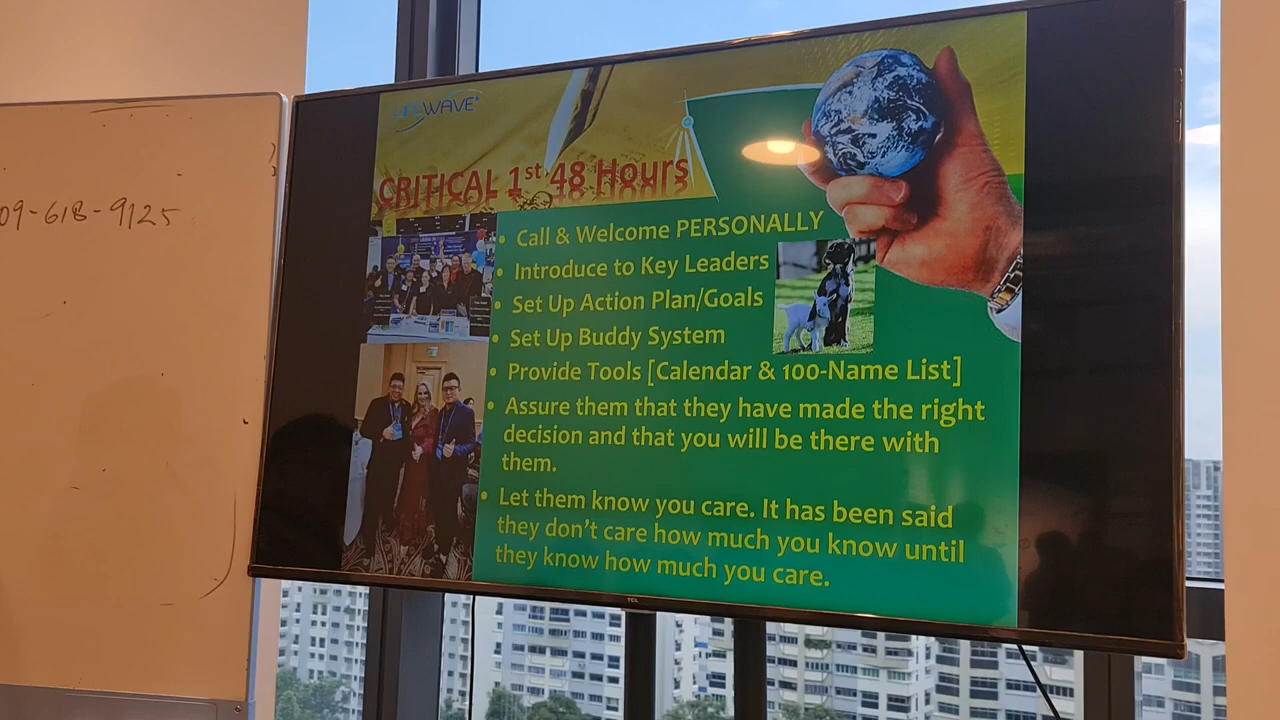 09-618-9125
LIFEWAVE
CRITICAL 1st 48 Hours
• Call & Welcome PERSONALLY
• Introduce to Key Leaders
• Set Up Action Plan/Goals
• Set Up Buddy System
• Provide Tools [Calendar & 100-Name List]
• Assure them that they have made the right
decision and that you will be there with
them.
• Let them know you care. It has been said
they don't care how much you know until
they know how much you care.
TCL